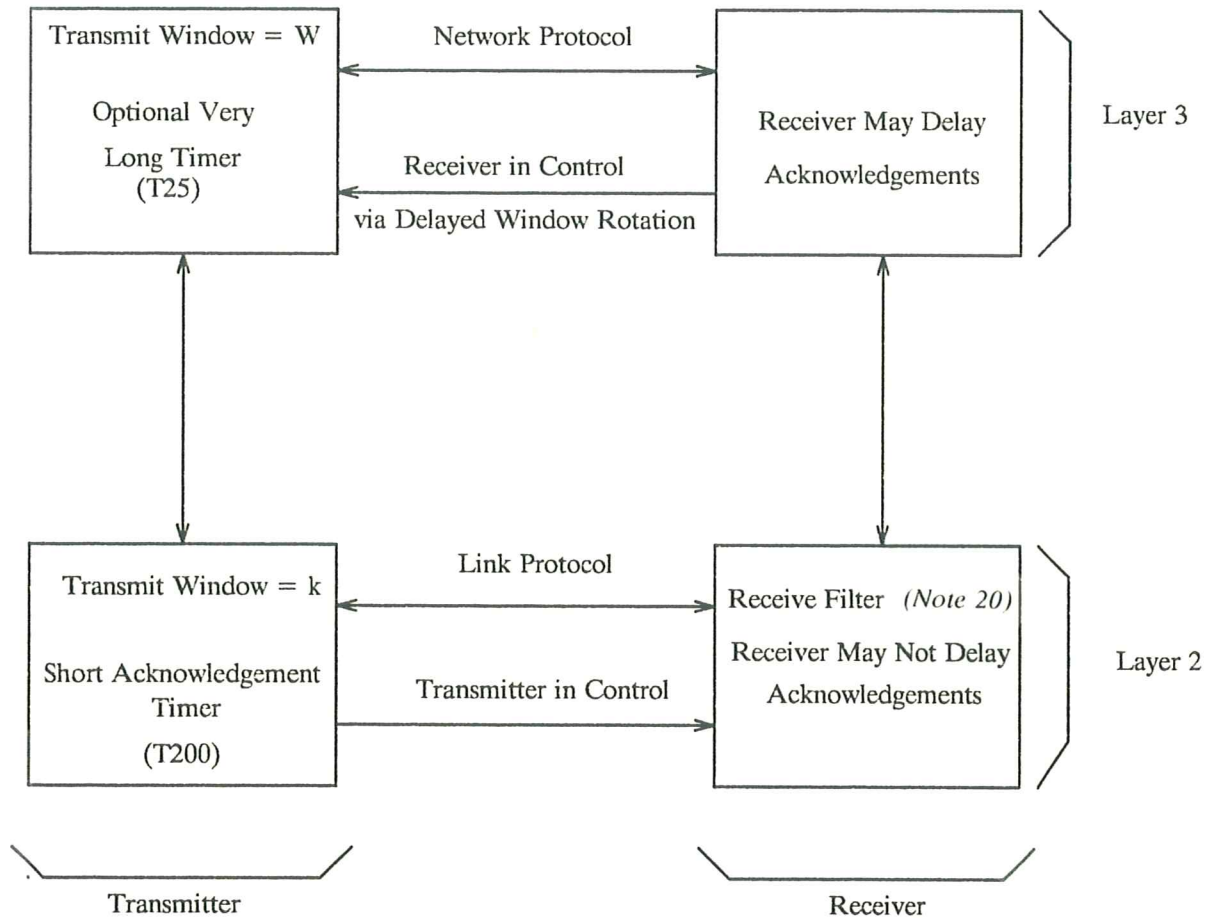 Transmit Window = W
Optional Very
Long Timer
(T25)
Network Protocol
Receiver in Control
via Delayed Window Rotation
Receiver May Delay
Acknowledgements
Layer 3
Transmit Window = k
Short Acknowledgement
Timer
(T200)
Link Protocol
Transmitter in Control
Receive Filter (Note 20)
Receiver May Not Delay
Acknowledgements
Layer 2
Transmitter
Receiver